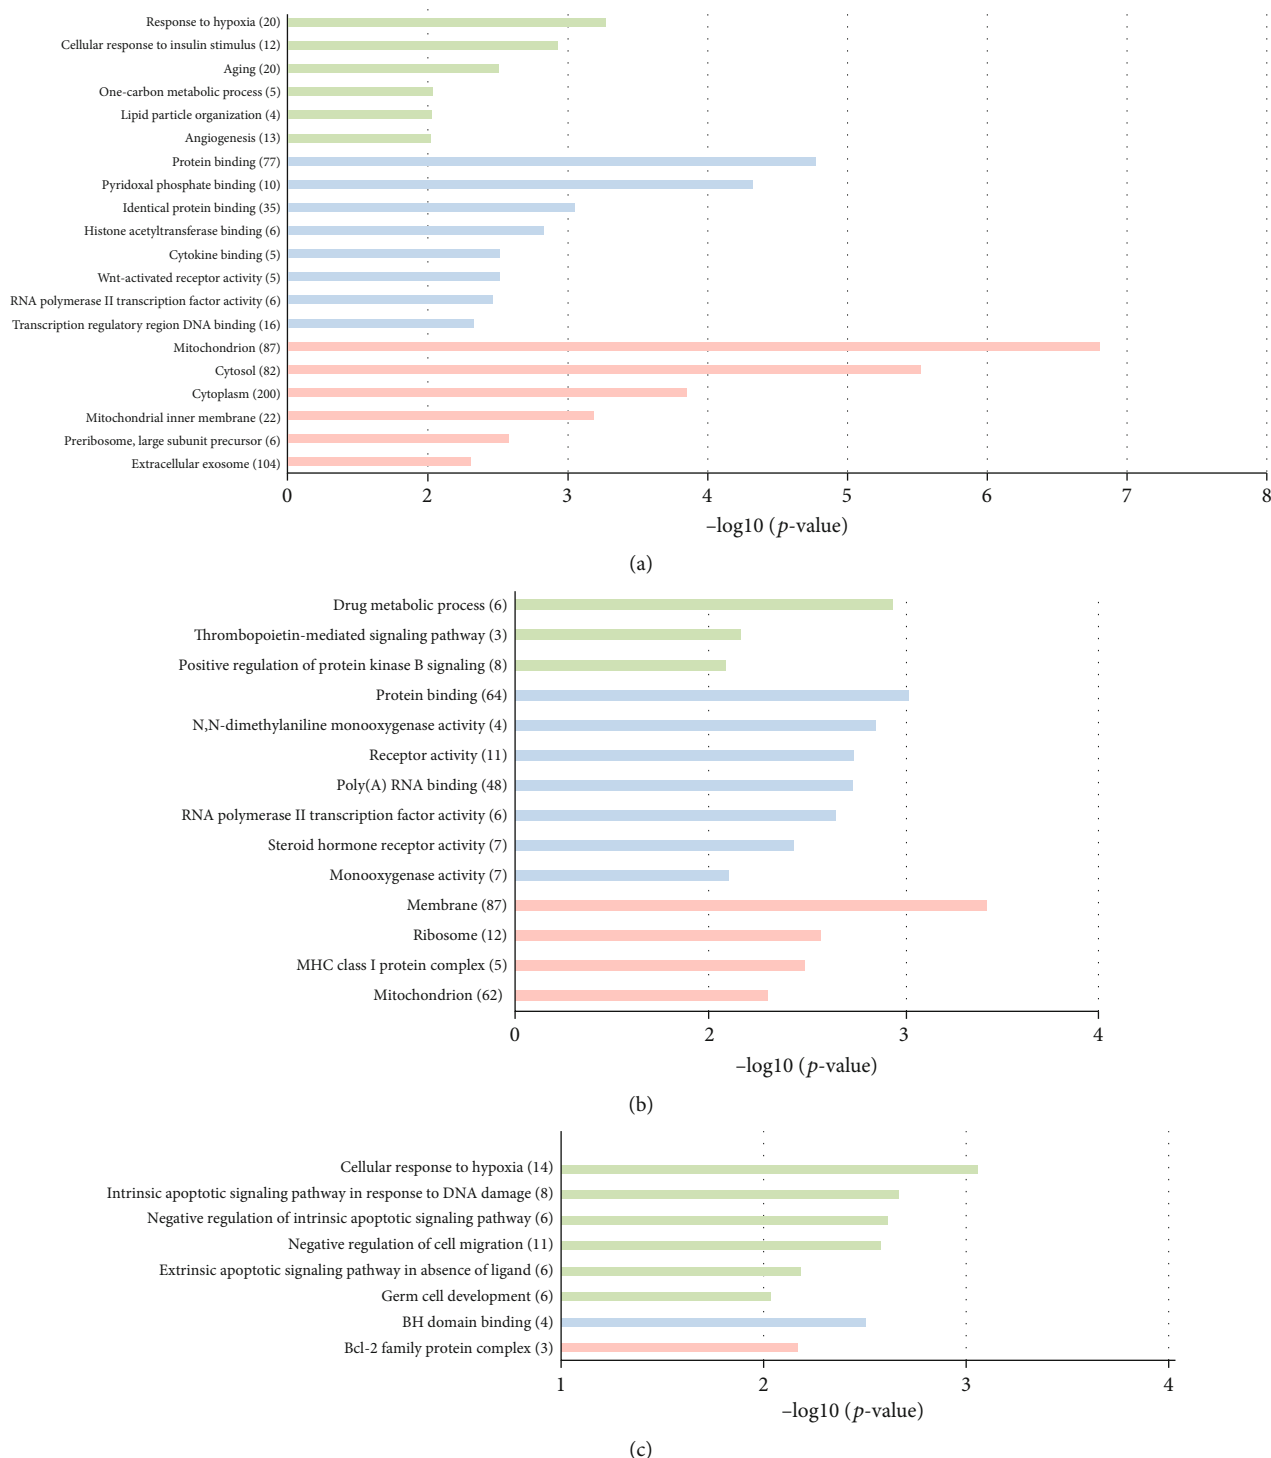 Response to hypoxia (20)
Cellular response to insulin stimulus (12)
Aging (20)
One-carbon metabolic process (5)
Lipid particle organization (4)
Angiogenesis (13)
Protein binding (77)
Pyridoxal phosphate binding (10)
Identical protein binding (35)
Histone acetyltransferase binding (6)
Cytokine binding (5)
Wnt-activated receptor activity (5)
RNA polymerase II transcription factor activity (6)
Transcription regulatory region DNA binding (16)
Mitochondrion (87)
Cytosol (82)
Cytoplasm (200)
Mitochondrial inner membrane (22)
Preribosome, large subunit precursor (6)
Extracellular exosome (104)
0 2 3 4 5 6 7 8
–log10 (p-value)
(a)
Drug metabolic process (6)
Thrombopoietin-mediated signaling pathway (3)
Positive regulation of protein kinase B signaling (8)
Protein binding (64)
N,N-dimethylaniline monooxygenase activity (4)
Receptor activity (11)
Poly(A) RNA binding (48)
RNA polymerase II transcription factor activity (6)
Steroid hormone receptor activity (7)
Monooxygenase activity (7)
Membrane (87)
Ribosome (12)
MHC class I protein complex (5)
Mitochondrion (62)
0 2 3 4
–log10 (p-value)
(b)
Cellular response to hypoxia (14)
Intrinsic apoptotic signaling pathway in response to DNA damage (8)
Negative regulation of intrinsic apoptotic signaling pathway (6)
Negative regulation of cell migration (11)
Extrinsic apoptotic signaling pathway in absence of ligand (6)
Germ cell development (6)
BH domain binding (4)
Bcl-2 family protein complex (3)
1 2 3 4
–log10 (p-value)
(c)